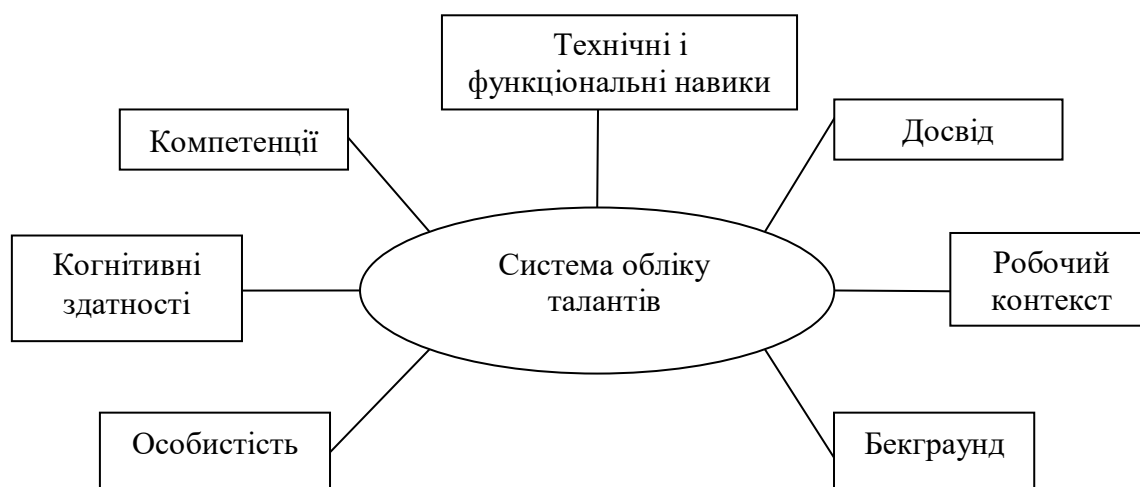 Технічні і
функціональні навики
Компетенції
Досвід
Когнітивні
здатності
Система обліку
талантів
Робочий
контекст
Особистість
Бекграунд